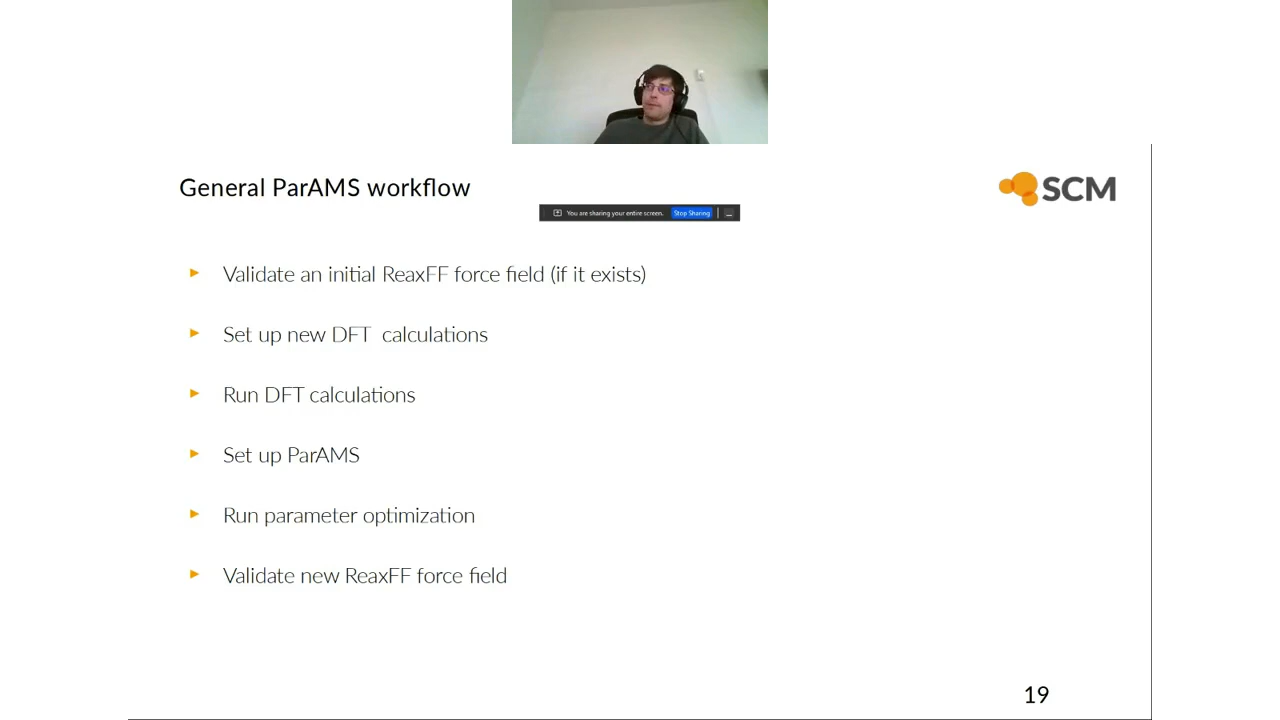 General ParAMS workflow
SCM
You are sharing your entire screen. Stop Sharing
Validate an initial ReaxFF force field (if it exists)
Set up new DFT calculations
Run DFT calculations
Set up ParAMS
Run parameter optimization
Validate new ReaxFF force field
19